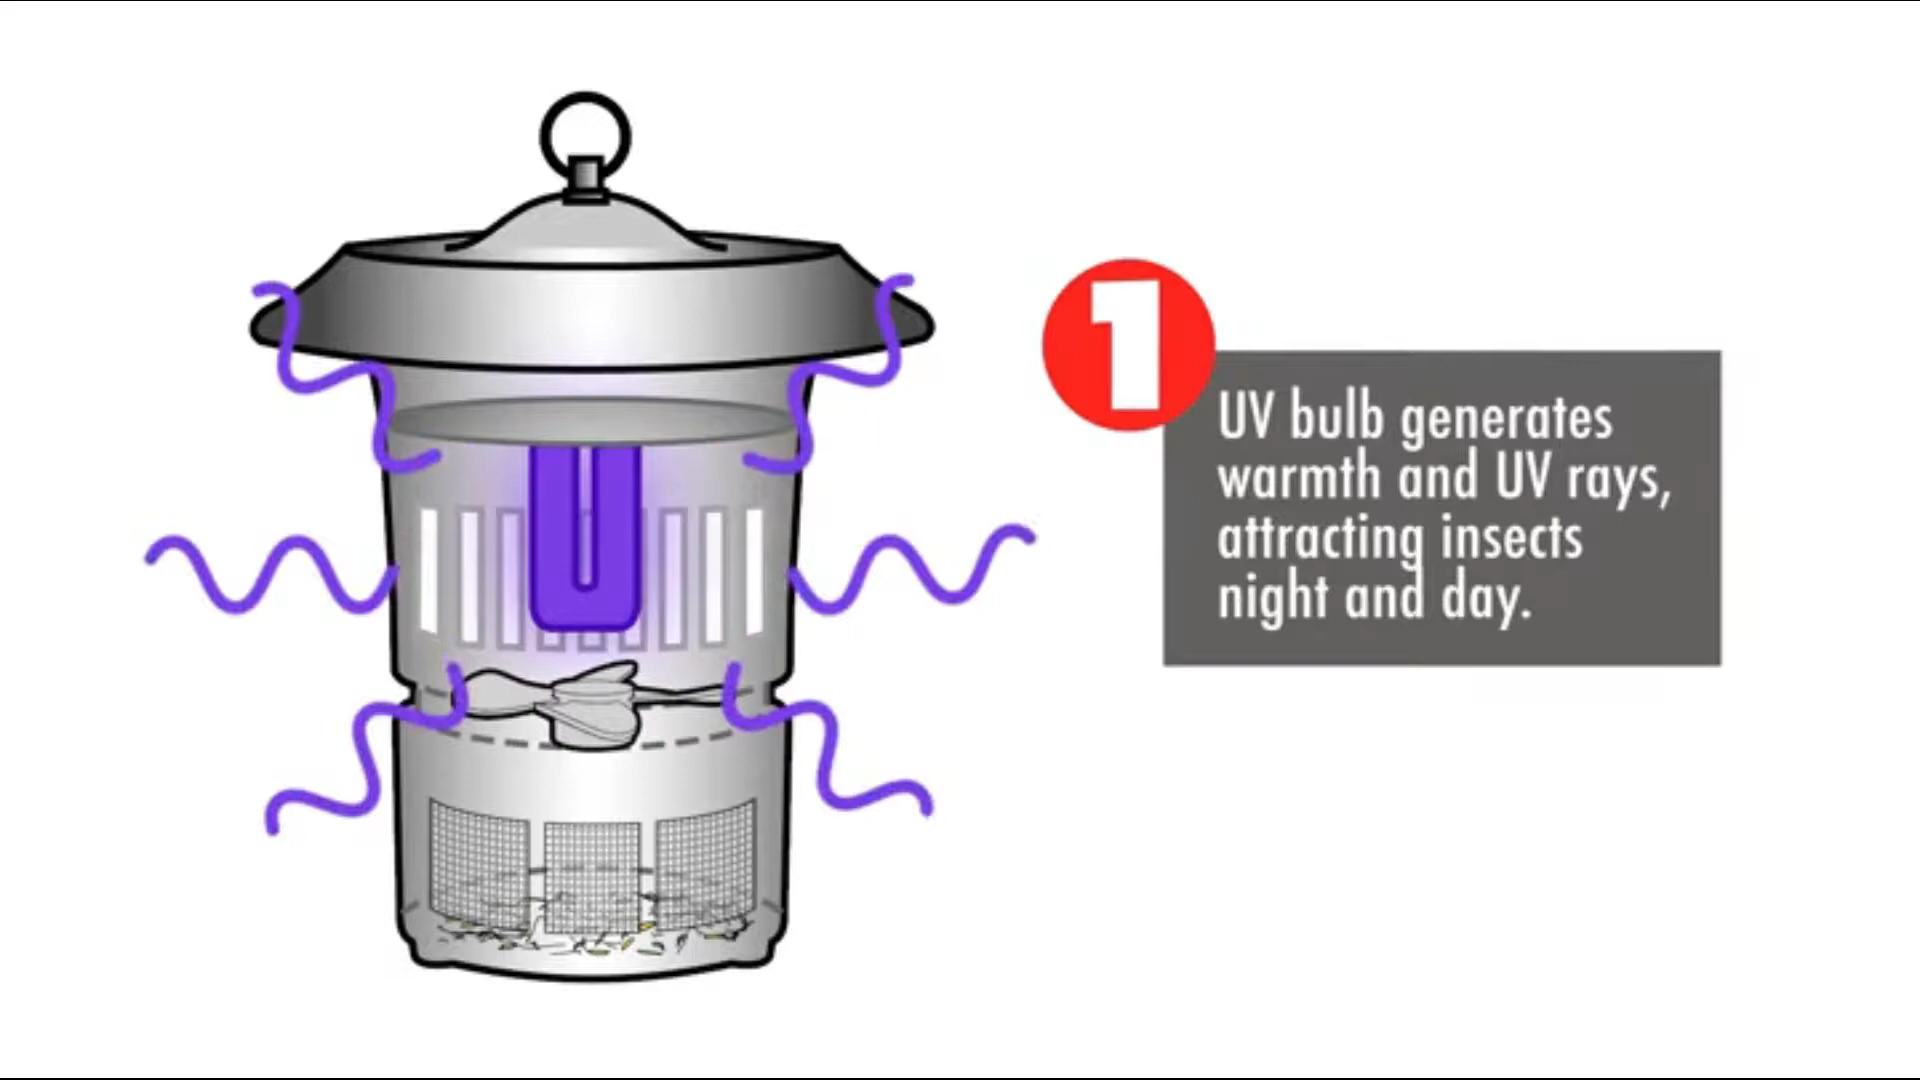 1
UV bulb generates
warmth and UV rays,
attracting insects
night and day.